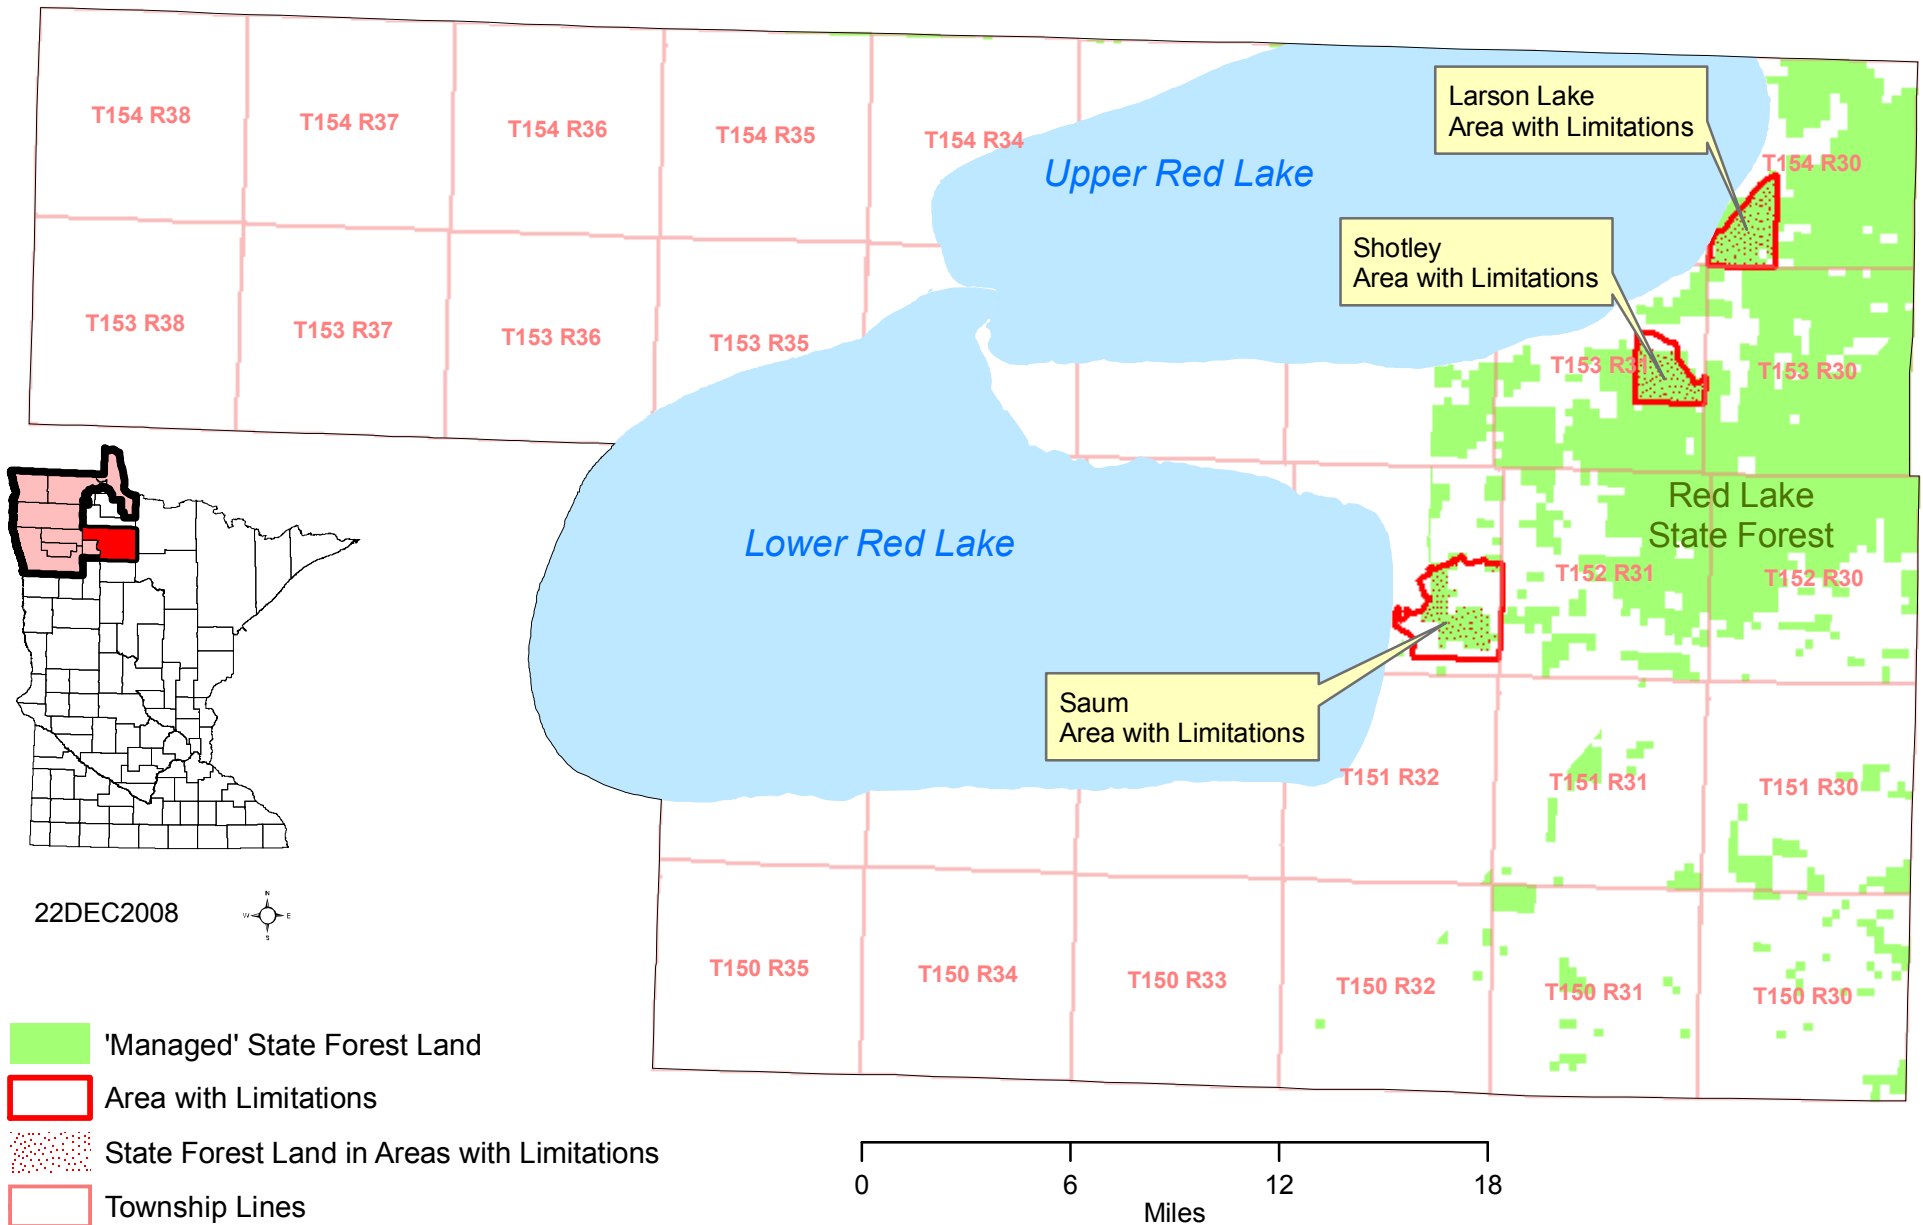 T154 R38
T154 R37
T154 R36
T154 R35
T154 R34
Upper Red Lake
Larson Lake
Area with Limitations
T154 R30
Shotley
Area with Limitations
T153 R38
T153 R37
T153 R36
T153 R35
T153 R31
T153 R30
Lower Red Lake
Red Lake
State Forest
T152 R31
T152 R30
Saum
Area with Limitations
T151 R32
T151 R31
T151 R30
T150 R35
T150 R34
T150 R33
T150 R32
T150 R31
T150 R30
22DEC2008
N
W
E
S
'Managed' State Forest Land
Area with Limitations
State Forest Land in Areas with Limitations
Township Lines
0 6 12 18
Miles